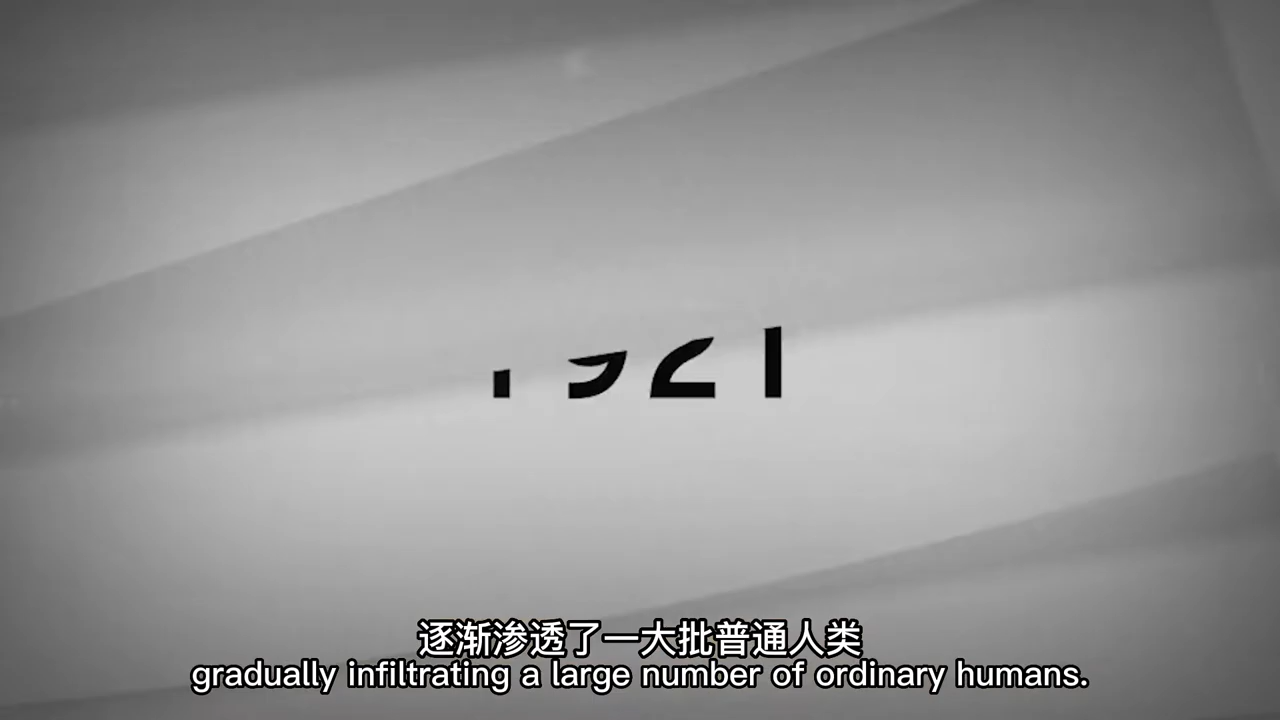 逐渐渗透了一大批普通人类
gradually infiltrating a large number of ordinary humans.